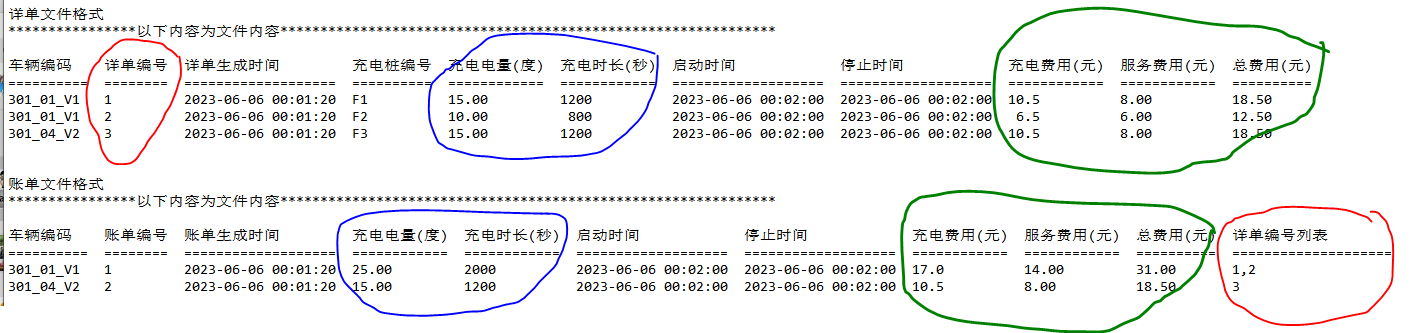 详单文件格式
****************以下内容为文件内容**************************************************************
车辆编码 详单编号 详单生成时间 充电桩编号 充电电量(度) 充电时长(秒) 启动时间 停止时间 充电费用(元) 服务费用(元) 总费用(元)
========= ======== =================== ========== ============ ============ =================== =================== ============ ============ ==========
301_01_V1 1 2023-06-06 00:01:20 F1 15.00 1200 2023-06-06 00:02:00 2023-06-06 00:02:00 10.5 8.00 18.50
301_01_V1 2 2023-06-06 00:01:20 F2 10.00 800 2023-06-06 00:02:00 2023-06-06 00:02:00 6.5 6.00 12.50
301_04_V2 3 2023-06-06 00:01:20 F3 15.00 1200 2023-06-06 00:02:00 2023-06-06 00:02:00 10.5 8.00 18.50
账单文件格式
****************以下内容为文件内容**************************************************************
车辆编码 账单编号 账单生成时间 充电电量(度) 充电时长(秒) 启动时间 停止时间 充电费用(元) 服务费用(元) 总费用(元) 详单编号列表
========== ======== =================== ============ ============ =================== =================== ============ ============ ========== ====================
301_01_V1 1 2023-06-06 00:01:20 25.00 2000 2023-06-06 00:02:00 2023-06-06 00:02:00 17.0 14.00 31.00 1,2
301_04_V2 2 2023-06-06 00:01:20 15.00 1200 2023-06-06 00:02:00 2023-06-06 00:02:00 10.5 8.00 18.50 3